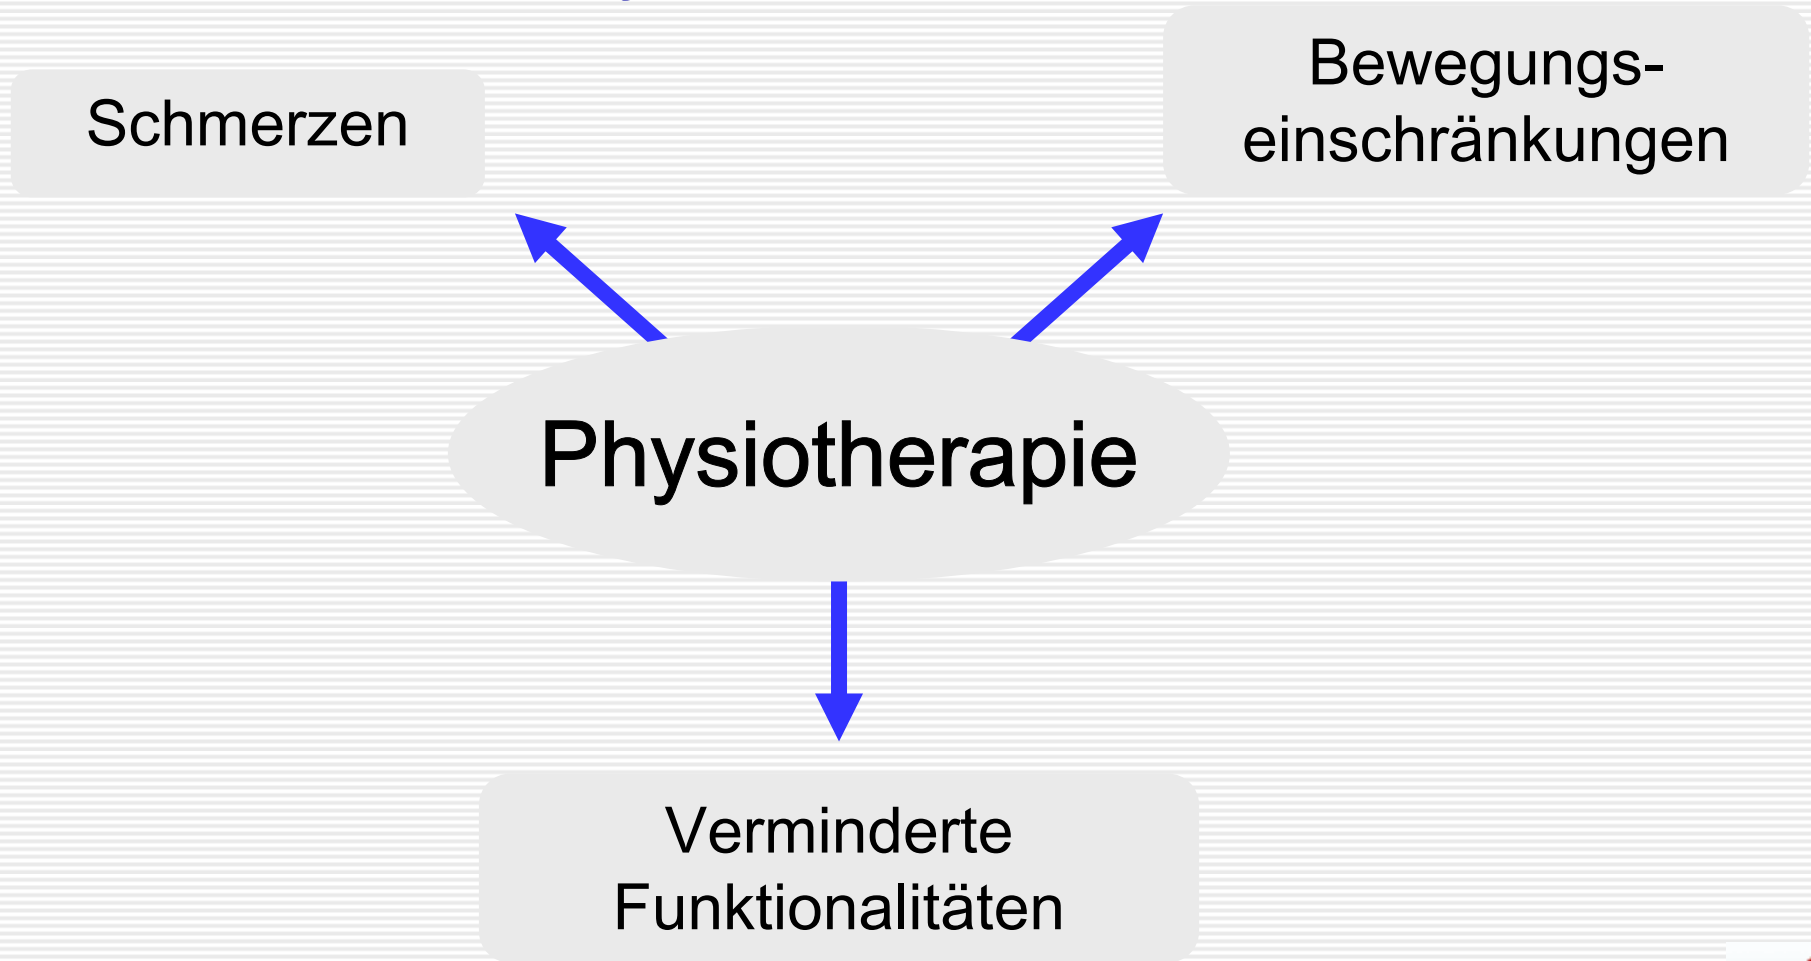 Schmerzen
Bewegungs-
einschränkungen
Physiotherapie
Verminderte
Funktionalitäten